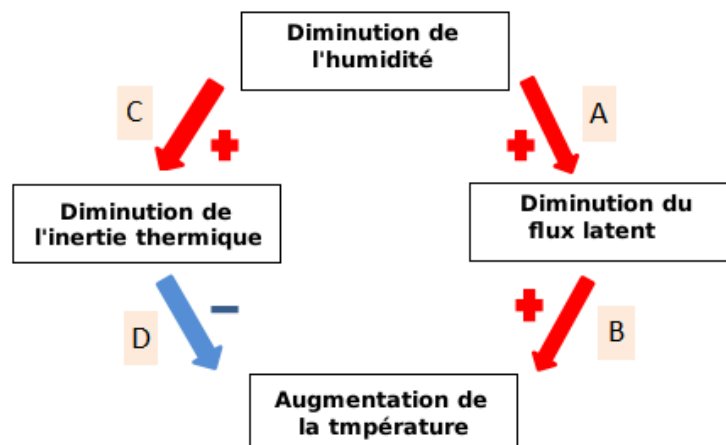 Diminution de
l'humidité
C
A
Diminution de
l'inertie thermique
Diminution du
flux latent
D
B
Augmentation de
la tmpérature